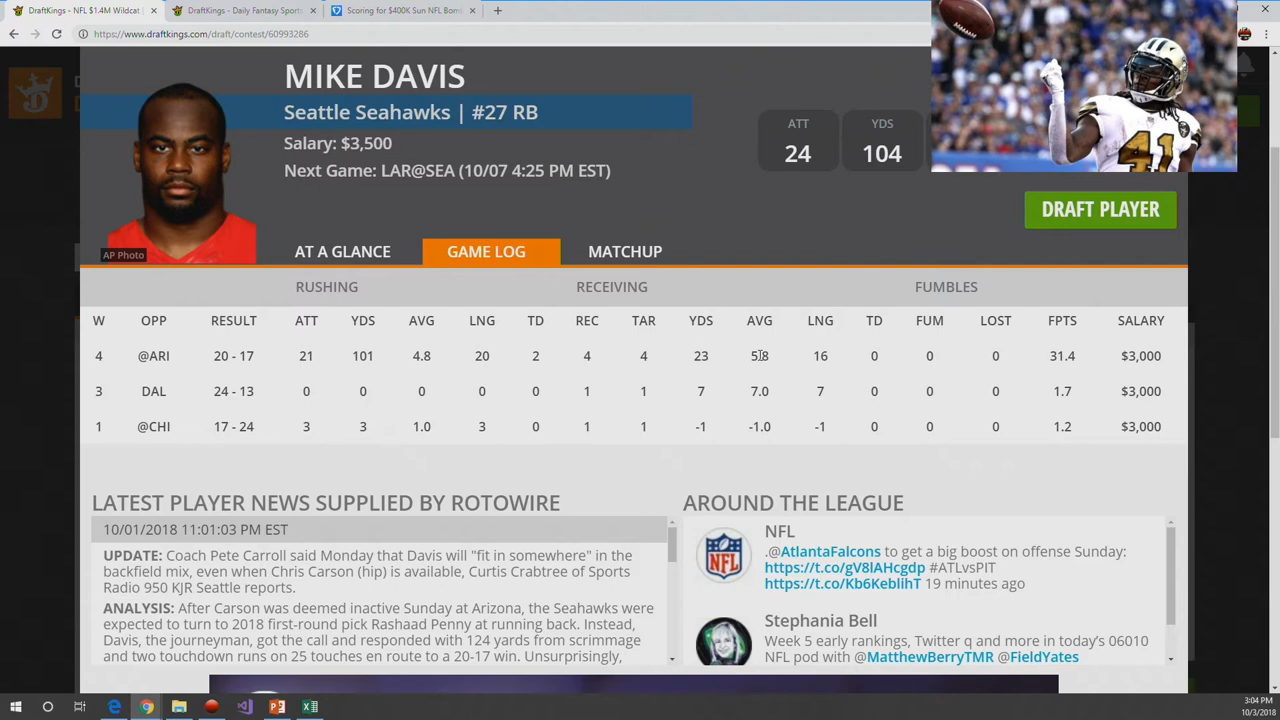 DraftKings - NFL $1.4M Wildcat
DraftKings - Daily Fantasy Sports
Scoring for $400K Sun NFL Bomb
https://www.draftkings.com/draft/contest/60993286
MIKE DAVIS
Seattle Seahawks | #27 RB
Salary: $3,500
Next Game: LAR@SEA (10/07 4:25 PM EST)
ATT
24
YDS
104
41
DRAFT PLAYER
AP Photo
AT A GLANCE GAME LOG MATCHUP
RUSHING RECEIVING FUMBLES
W OPP RESULT ATT YDS AVG LNG TD REC TAR YDS AVG LNG TD FUM LOST FPTS SALARY
4 @ARI 20 - 17 21 101 4.8 20 2 4 4 23 5.8 16 0 0 0 31.4 $3,000
3 DAL 24 - 13 0 0 0 0 0 1 1 7 7.0 7 0 0 0 1.7 $3,000
1 @CHI 17 - 24 3 3 1.0 3 0 1 1 -1 -1.0 -1 0 0 0 1.2 $3,000
LATEST PLAYER NEWS SUPPLIED BY ROTOWIRE
10/01/2018 11:01:03 PM EST
UPDATE: Coach Pete Carroll said Monday that Davis will "fit in somewhere" in the
backfield mix, even when Chris Carson (hip) is available, Curtis Crabtree of Sports
Radio 950 KJR Seattle reports.
ANALYSIS: After Carson was deemed inactive Sunday at Arizona, the Seahawks were
expected to turn to 2018 first-round pick Rashaad Penny at running back. Instead,
Davis, the journeyman, got the call and responded with 124 yards from scrimmage
and two touchdown runs on 25 touches en route to a 20-17 win. Unsurprisingly,
AROUND THE LEAGUE
NFL
.@AtlantaFalcons to get a big boost on offense Sunday:
https://t.co/gV8lAHcgdp #ATLvsPIT
https://t.co/Kb6KeblihT 19 minutes ago
Stephania Bell
Week 5 early rankings, Twitter q and more in today's 06010
NFL pod with @MatthewBerryTMR @FieldYates
3:04 PM
10/3/2018